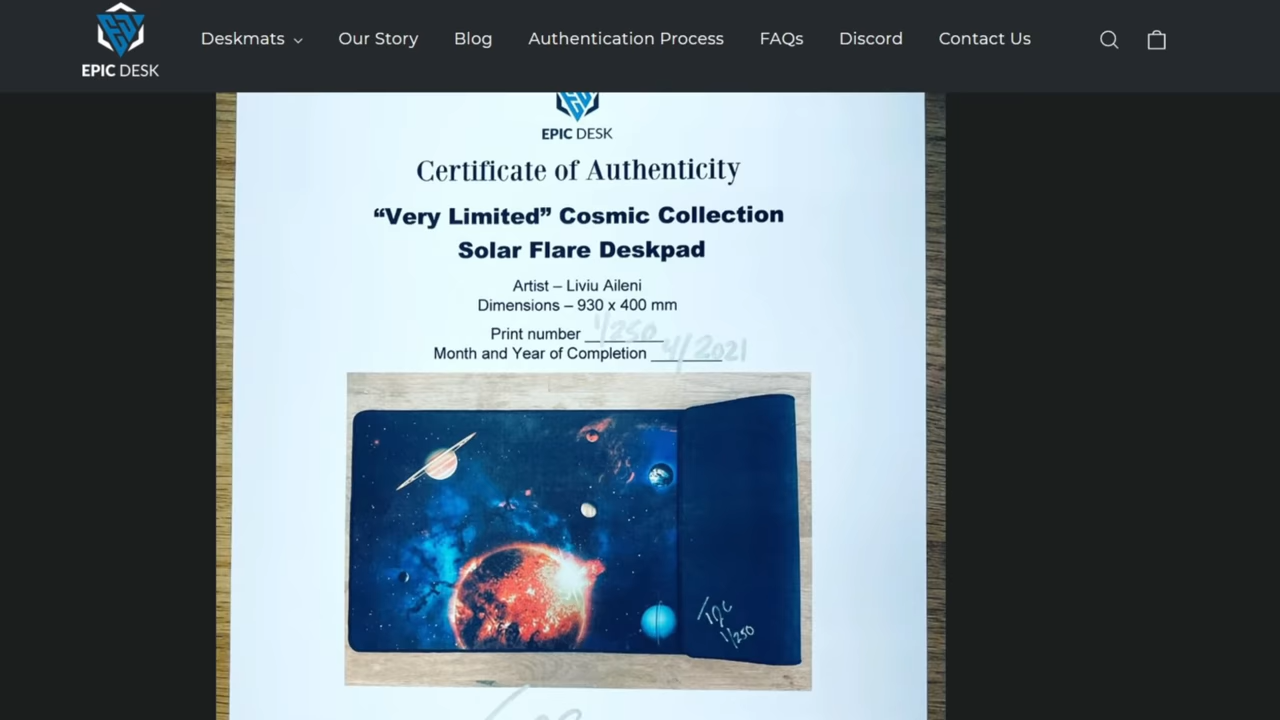 Deskmats Our Story Blog Authentication Process FAQs Discord Contact Us
EPIC DESK
EPIC DESK
Certificate of Authenticity
“Very Limited” Cosmic Collection
Solar Flare Deskpad
Artist – Liviu Aileni
Dimensions – 930 x 400 mm
Print number 1/250
Month and Year of Completion 4/2021
1/250